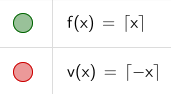 f(x) = ⌈x⌉
v(x) = ⌈−x⌉